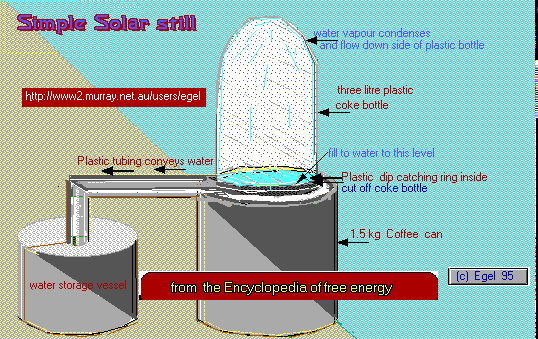 Simple Solar still
water vapour condenses
and flow down side of plastic bottle
http://www2.murray.net.au/users/egel
three litre plastic
coke bottle
fill to water to this level
Plastic tubing conveys water
Plastic dip catching ring inside
cut off coke bottle
1.5 kg Coffee can
water storage vessel
from the Encyclopedia of free energy
(c) Egel 95